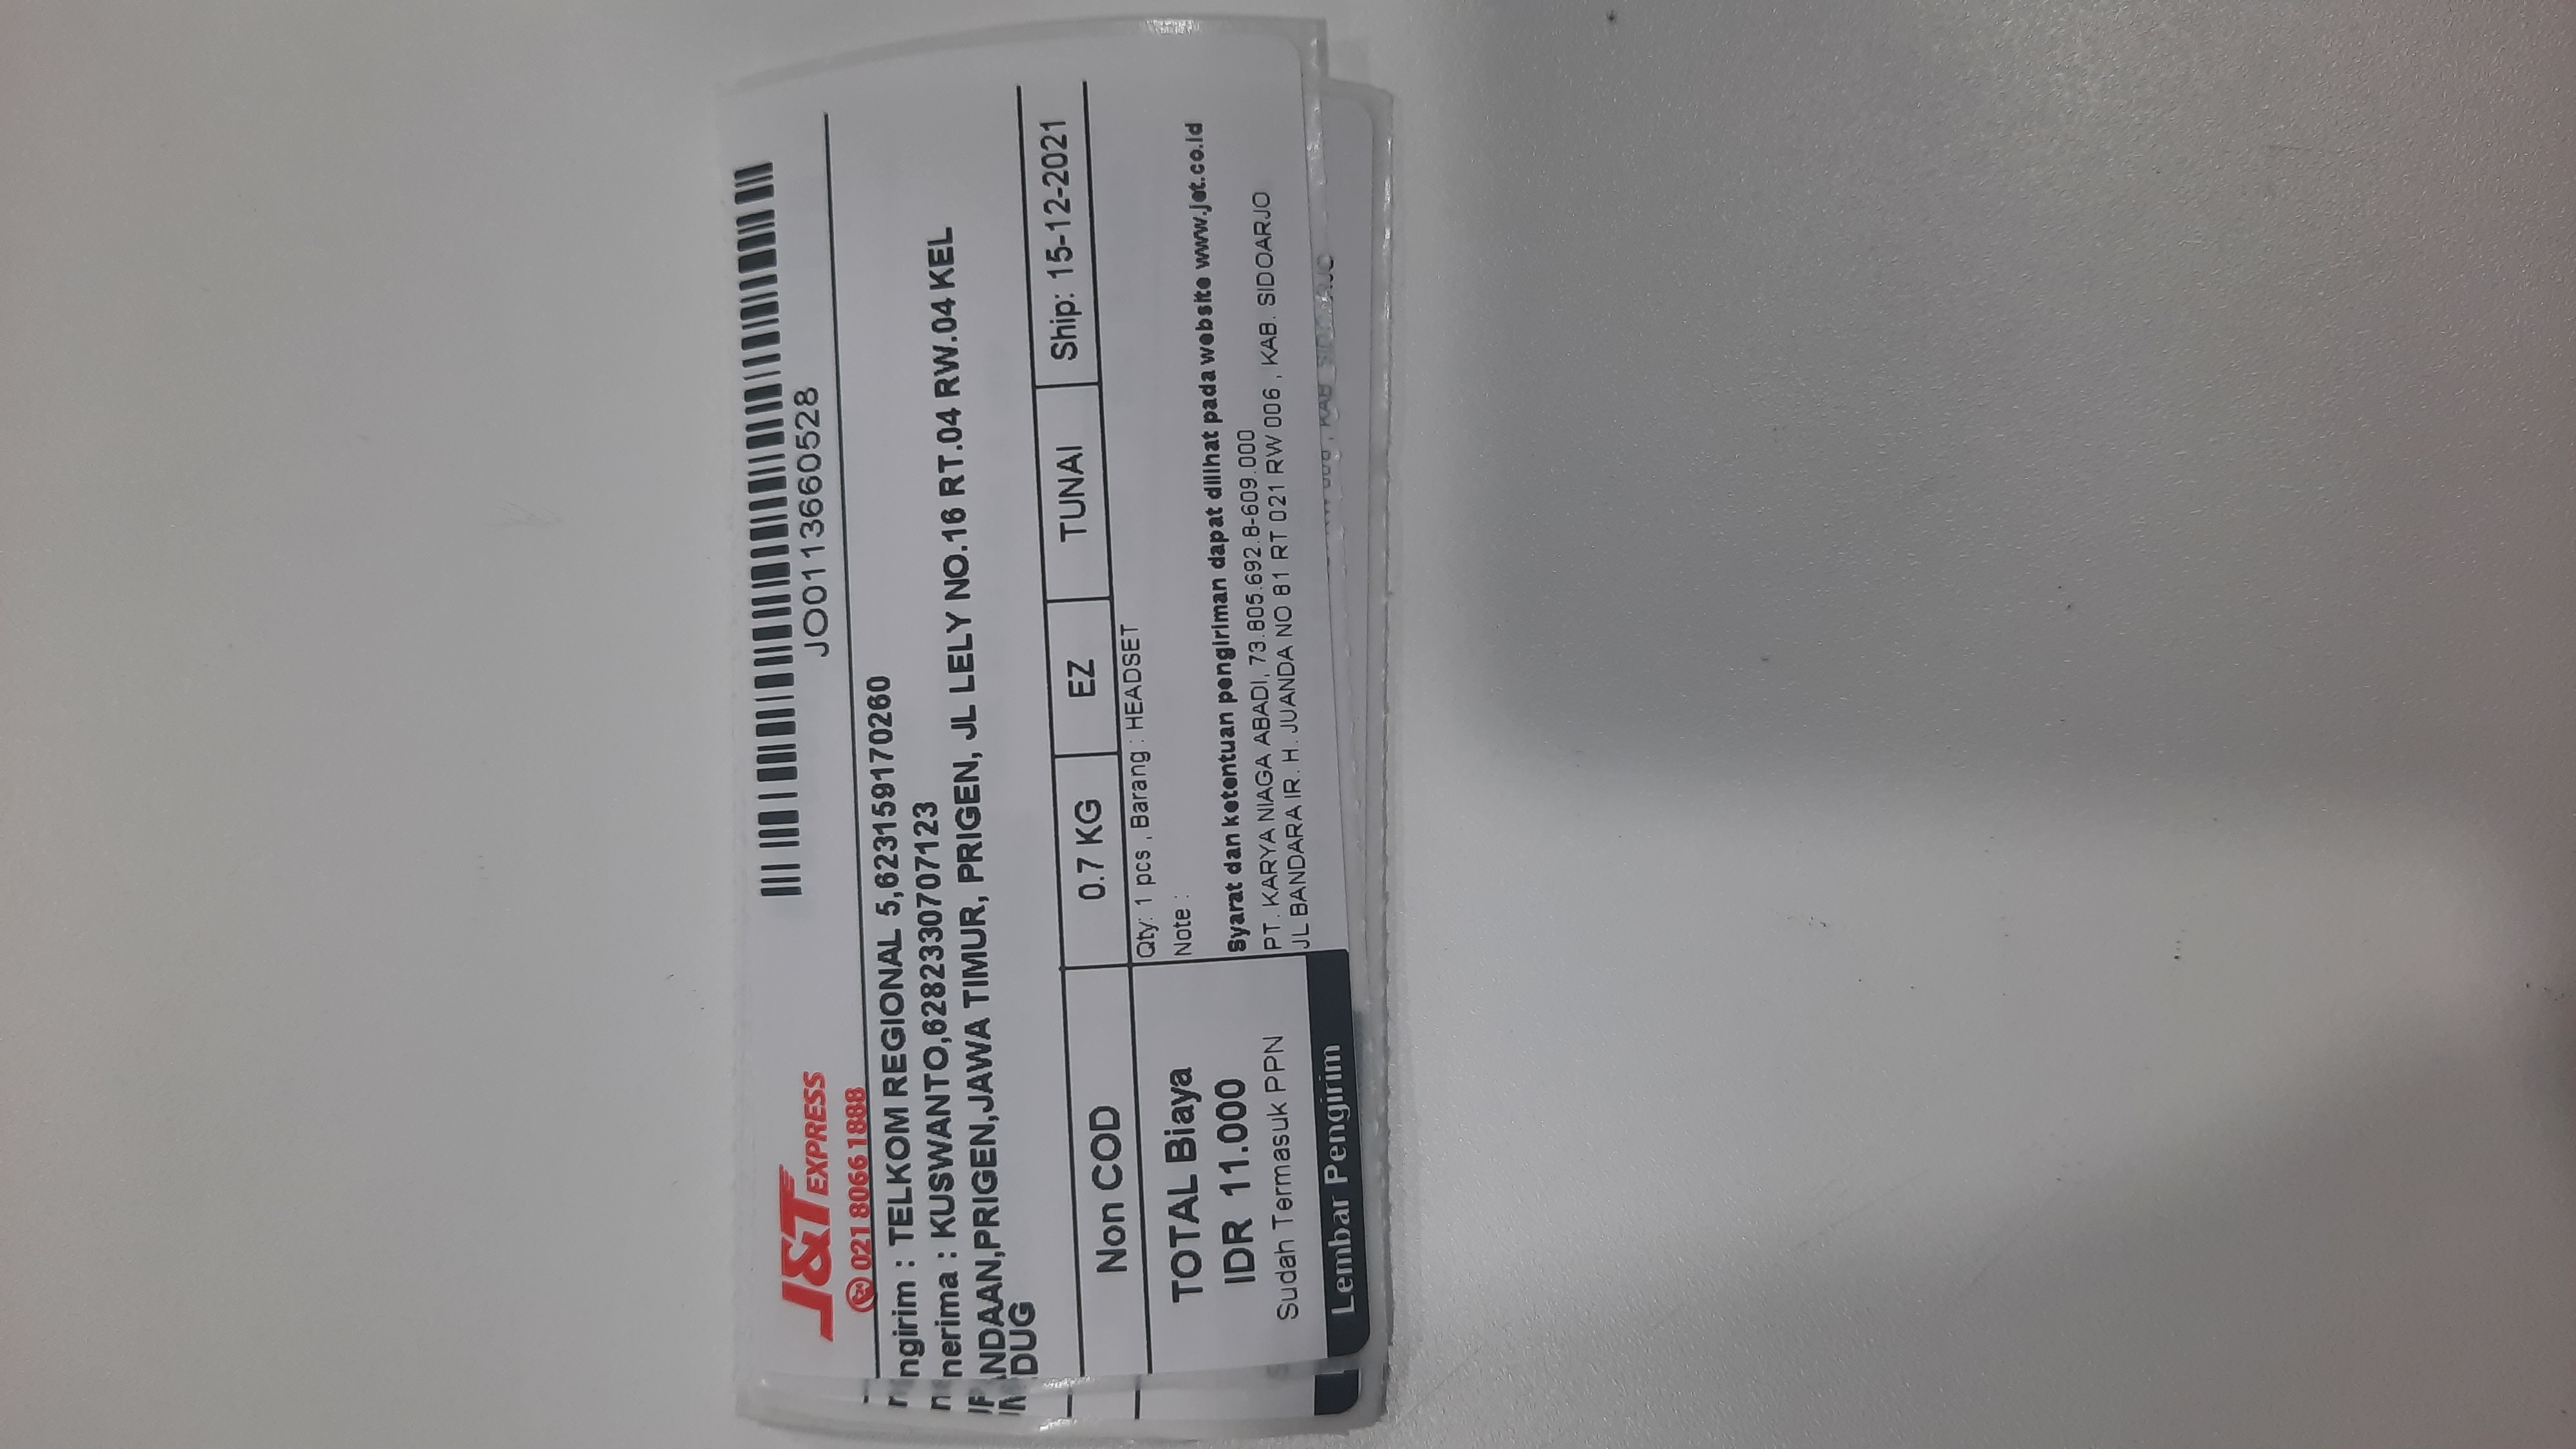 J&T EXPRESS
JO0113660528
021 8066 1888
ngirim : TELKOM REGIONAL 5,623159170260
nerima : KUSWANTO,6282330707123
NDAAN,PRIGEN,JAWA TIMUR, PRIGEN, JL LELY NO.16 RT.04 RW.04 KEL
DUG
Non COD 0.7 KG EZ TUNAI Ship: 15-12-2021
Qty: 1 pcs , Barang : HEADSET
Note :
TOTAL Biaya
IDR 11.000
Sudah Termasuk PPN
Syarat dan ketentuan pengiriman dapat dilihat pada website www.jet.co.id
PT. KARYA NIAGA ABADI, 73.805.692.8-609.000
JL BANDARA IR. H. JUANDA NO 81 RT 021 RW 006 , KAB. SIDOARJO
Lembar Pengirim